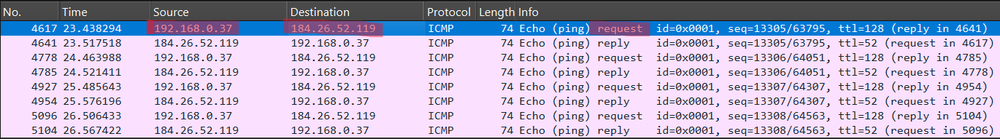 No. Time Source Destination Protocol Length Info
4617 23.438294 192.168.0.37 184.26.52.119 ICMP 74 Echo (ping) request id=0x0001, seq=13305/63795, ttl=128 (reply in 4641)
4641 23.517518 184.26.52.119 192.168.0.37 ICMP 74 Echo (ping) reply id=0x0001, seq=13305/63795, ttl=52 (request in 4617)
4778 24.463988 192.168.0.37 184.26.52.119 ICMP 74 Echo (ping) request id=0x0001, seq=13306/64051, ttl=128 (reply in 4785)
4785 24.521411 184.26.52.119 192.168.0.37 ICMP 74 Echo (ping) reply id=0x0001, seq=13306/64051, ttl=52 (request in 4778)
4927 25.485643 192.168.0.37 184.26.52.119 ICMP 74 Echo (ping) request id=0x0001, seq=13307/64307, ttl=128 (reply in 4954)
4954 25.576196 184.26.52.119 192.168.0.37 ICMP 74 Echo (ping) reply id=0x0001, seq=13307/64307, ttl=52 (request in 4927)
5096 26.506433 192.168.0.37 184.26.52.119 ICMP 74 Echo (ping) request id=0x0001, seq=13308/64563, ttl=128 (reply in 5104)
5104 26.567422 184.26.52.119 192.168.0.37 ICMP 74 Echo (ping) reply id=0x0001, seq=13308/64563, ttl=52 (request in 5096)